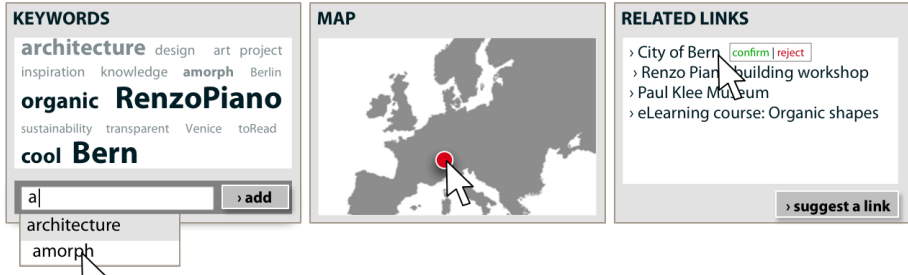 KEYWORDS
architecture design art project
inspiration knowledge amorph Berlin
organic RenzoPiano
sustainability transparent Venice toRead
cool Bern
a
› add
architecture
amorph
MAP
RELATED LINKS
› City of Bern confirm | reject
› Renzo Piano building workshop
› Paul Klee Museum
› eLearning course: Organic shapes
› suggest a link